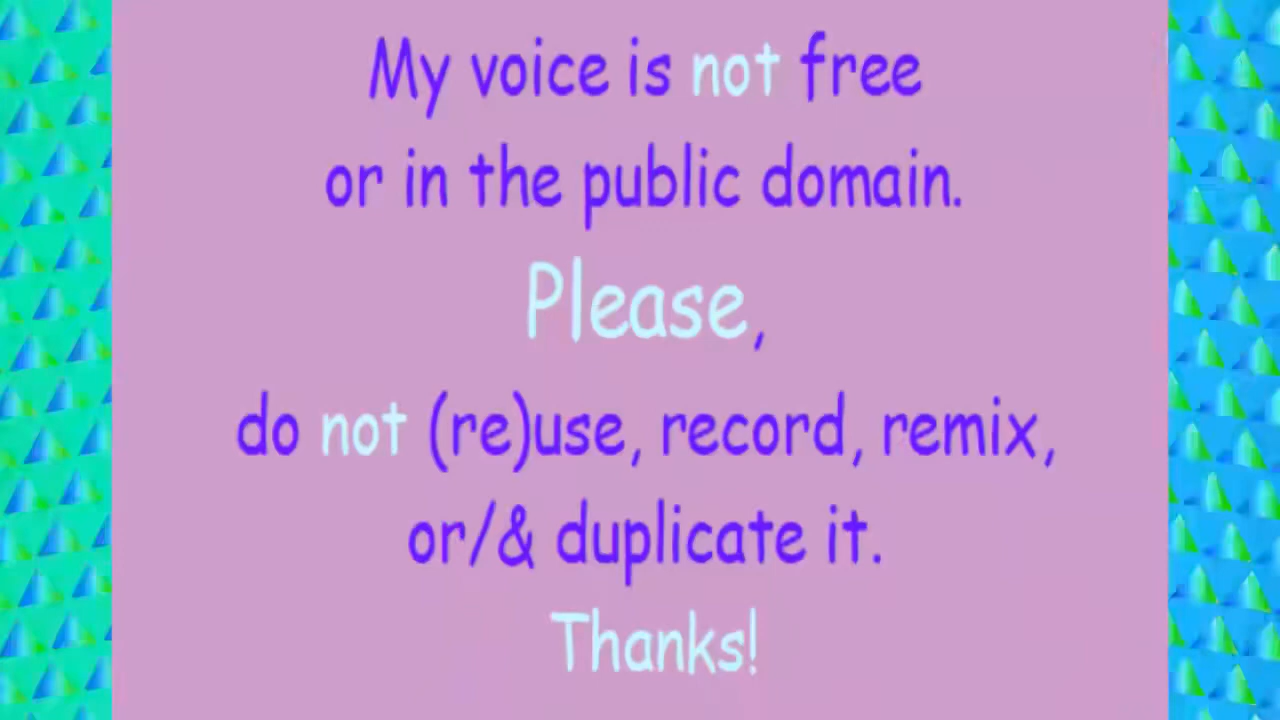 My voice is not free
or in the public domain.
Please,
do not (re)use, record, remix,
or/& duplicate it.
Thanks!